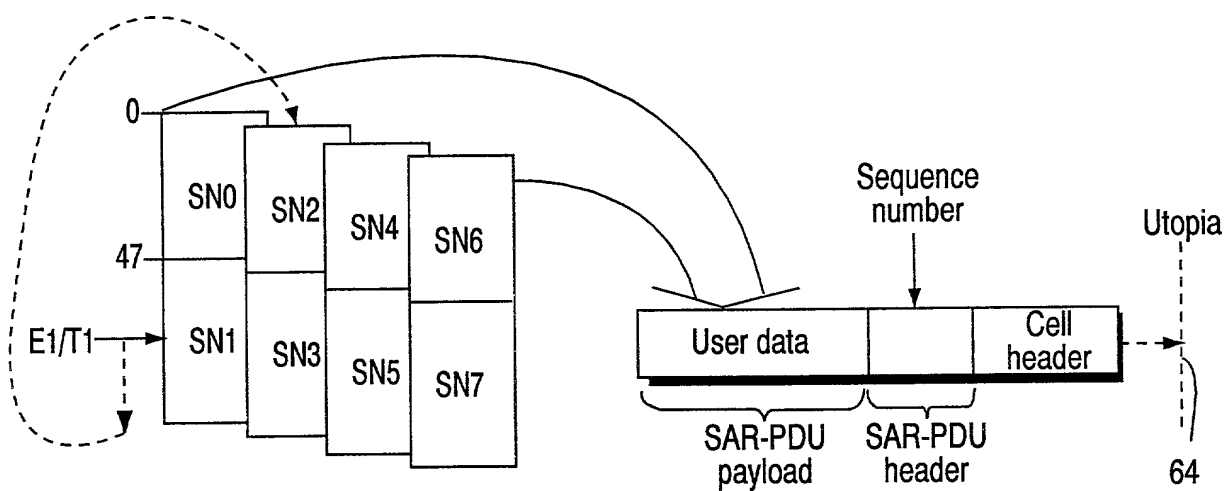 0
SN0
SN2
SN4
SN6
47
E1/T1
SN1
SN3
SN5
SN7
Sequence
number
Utopia
User data
Cell
header
SAR-PDU
payload
SAR-PDU
header
64